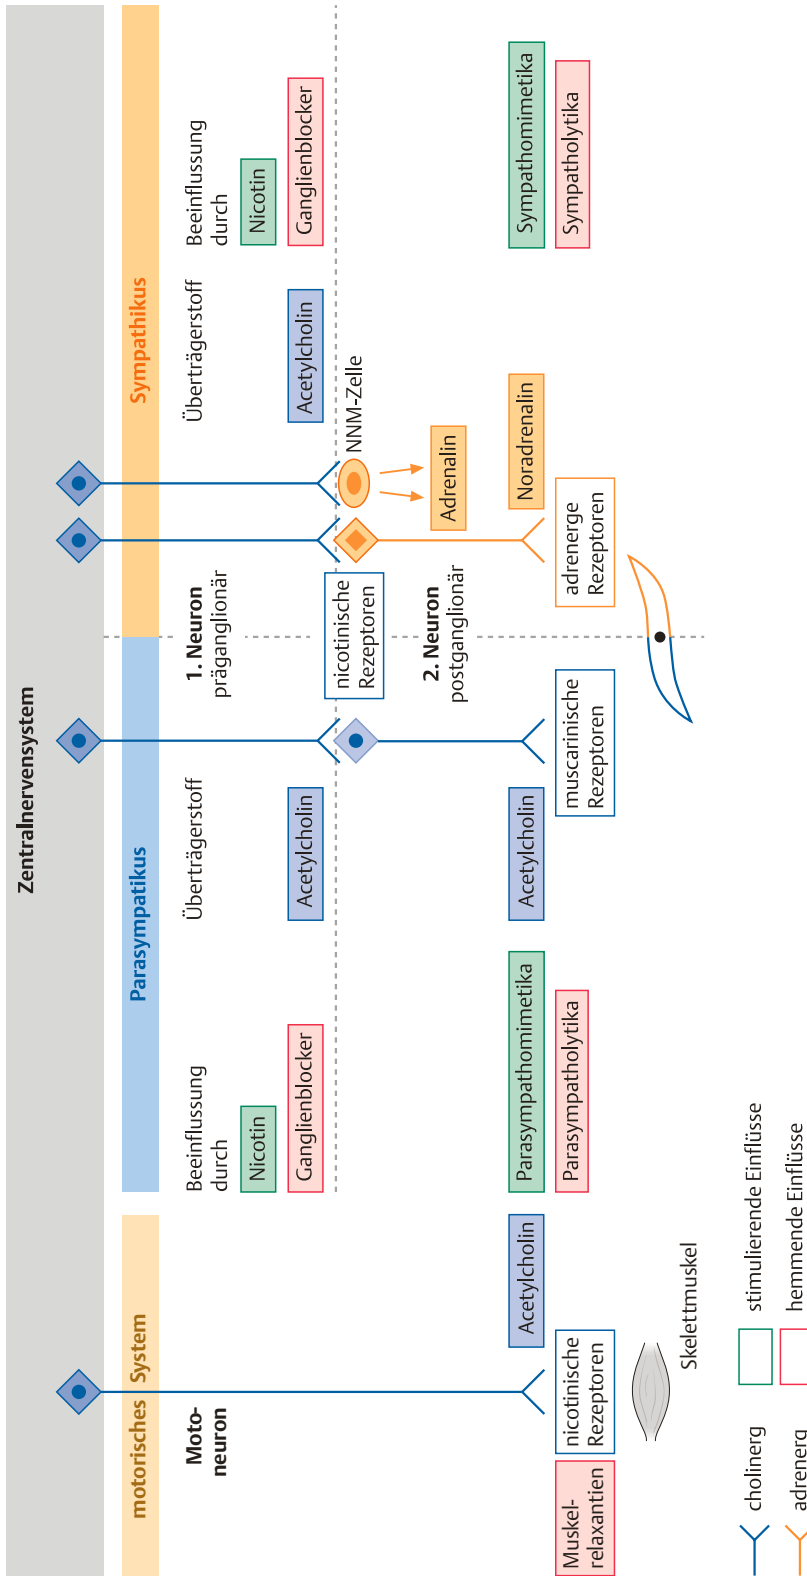 Zentralnervensystem
motorisches System
Parasympatikus
Sympathikus
Moto-
neuron
Beeinflussung
durch
Nicotin
Ganglienblocker
Überträgerstoff
Acetylcholin
1. Neuron
präganglionär
Überträgerstoff
Acetylcholin
Beeinflussung
durch
Nicotin
Ganglienblocker
nicotinische
Rezeptoren
NNM-Zelle
2. Neuron
postganglionär
Adrenalin
Acetylcholin
Parasympathomimetika
Parasympatholytika
Acetylcholin
Noradrenalin
Sympathomimetika
Sympatholytika
Muskel-
relaxantien
nicotinische
Rezeptoren
muscarinische
Rezeptoren
adrenerge
Rezeptoren
Skelettmuskel
cholinerg
stimulierende Einflüsse
adrenerg
hemmende Einflüsse